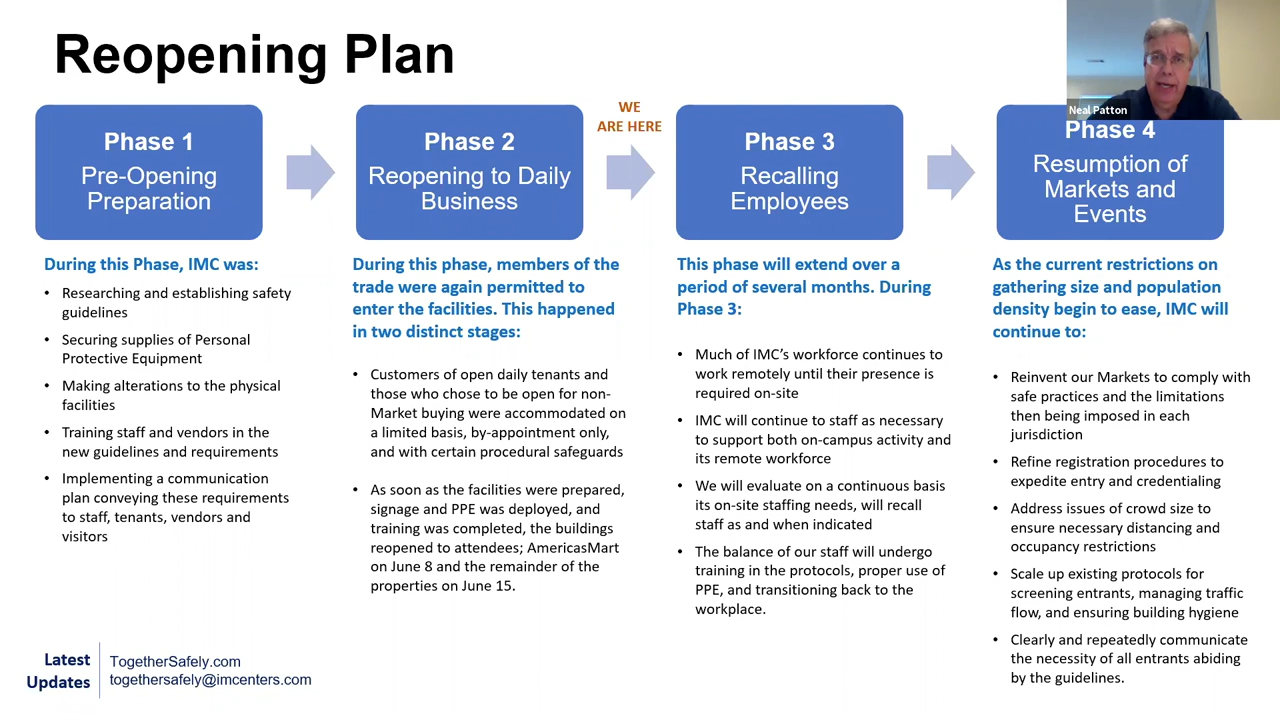 Reopening Plan
Neal Patton
Phase 1
Pre-Opening
Preparation
Phase 2
Reopening to Daily
Business
WE
ARE HERE
Phase 3
Recalling
Employees
Phase 4
Resumption of
Markets and
Events
During this Phase, IMC was:
• Researching and establishing safety
guidelines
• Securing supplies of Personal
Protective Equipment
• Making alterations to the physical
facilities
• Training staff and vendors in the
new guidelines and requirements
• Implementing a communication
plan conveying these requirements
to staff, tenants, vendors and
visitors
During this phase, members of the
trade were again permitted to
enter the facilities. This happened
in two distinct stages:
• Customers of open daily tenants and
those who chose to be open for non-
Market buying were accommodated on
a limited basis, by-appointment only,
and with certain procedural safeguards
• As soon as the facilities were prepared,
signage and PPE was deployed, and
training was completed, the buildings
reopened to attendees; AmericasMart
on June 8 and the remainder of the
properties on June 15.
This phase will extend over a
period of several months. During
Phase 3:
• Much of IMC’s workforce continues to
work remotely until their presence is
required on-site
• IMC will continue to staff as necessary
to support both on-campus activity and
its remote workforce
• We will evaluate on a continuous basis
its on-site staffing needs, will recall
staff as and when indicated
• The balance of our staff will undergo
training in the protocols, proper use of
PPE, and transitioning back to the
workplace.
As the current restrictions on
gathering size and population
density begin to ease, IMC will
continue to:
• Reinvent our Markets to comply with
safe practices and the limitations
then being imposed in each
jurisdiction
• Refine registration procedures to
expedite entry and credentialing
• Address issues of crowd size to
ensure necessary distancing and
occupancy restrictions
• Scale up existing protocols for
screening entrants, managing traffic
flow, and ensuring building hygiene
• Clearly and repeatedly communicate
the necessity of all entrants abiding
by the guidelines.
Latest
Updates
TogetherSafely.com
togethersafely@imcenters.com